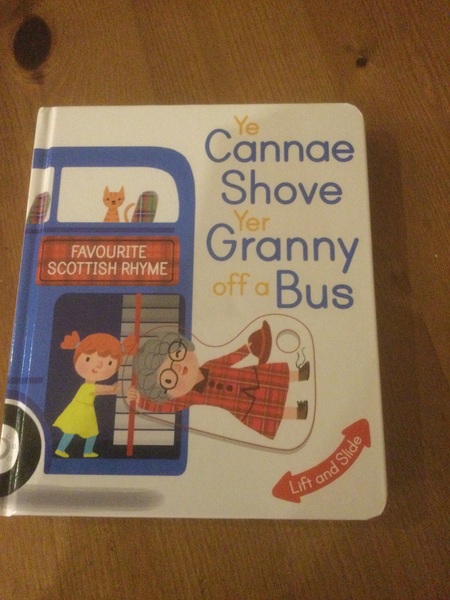 Ye
Cannae
Shove
Yer
Granny
off a
Bus
FAVOURITE
SCOTTISH RHYME
Lift and Slide